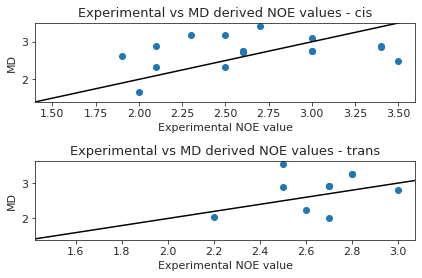 Experimental vs MD derived NOE values - cis
3
2
MD
1.50 1.75 2.00 2.25 2.50 2.75 3.00 3.25 3.50
Experimental NOE value
Experimental vs MD derived NOE values - trans
3
2
MD
1.6 1.8 2.0 2.2 2.4 2.6 2.8 3.0
Experimental NOE value